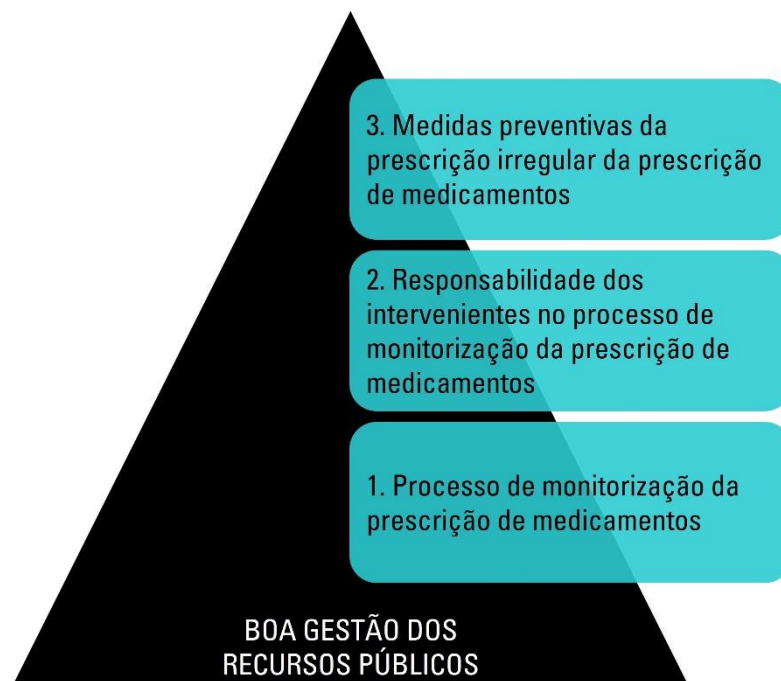 3. Medidas preventivas da
prescrição irregular da prescrição
de medicamentos
2. Responsabilidade dos
intervenientes no processo de
monitorização da prescrição de
medicamentos
1. Processo de monitorização da
prescrição de medicamentos
BOA GESTÃO DOS
RECURSOS PÚBLICOS